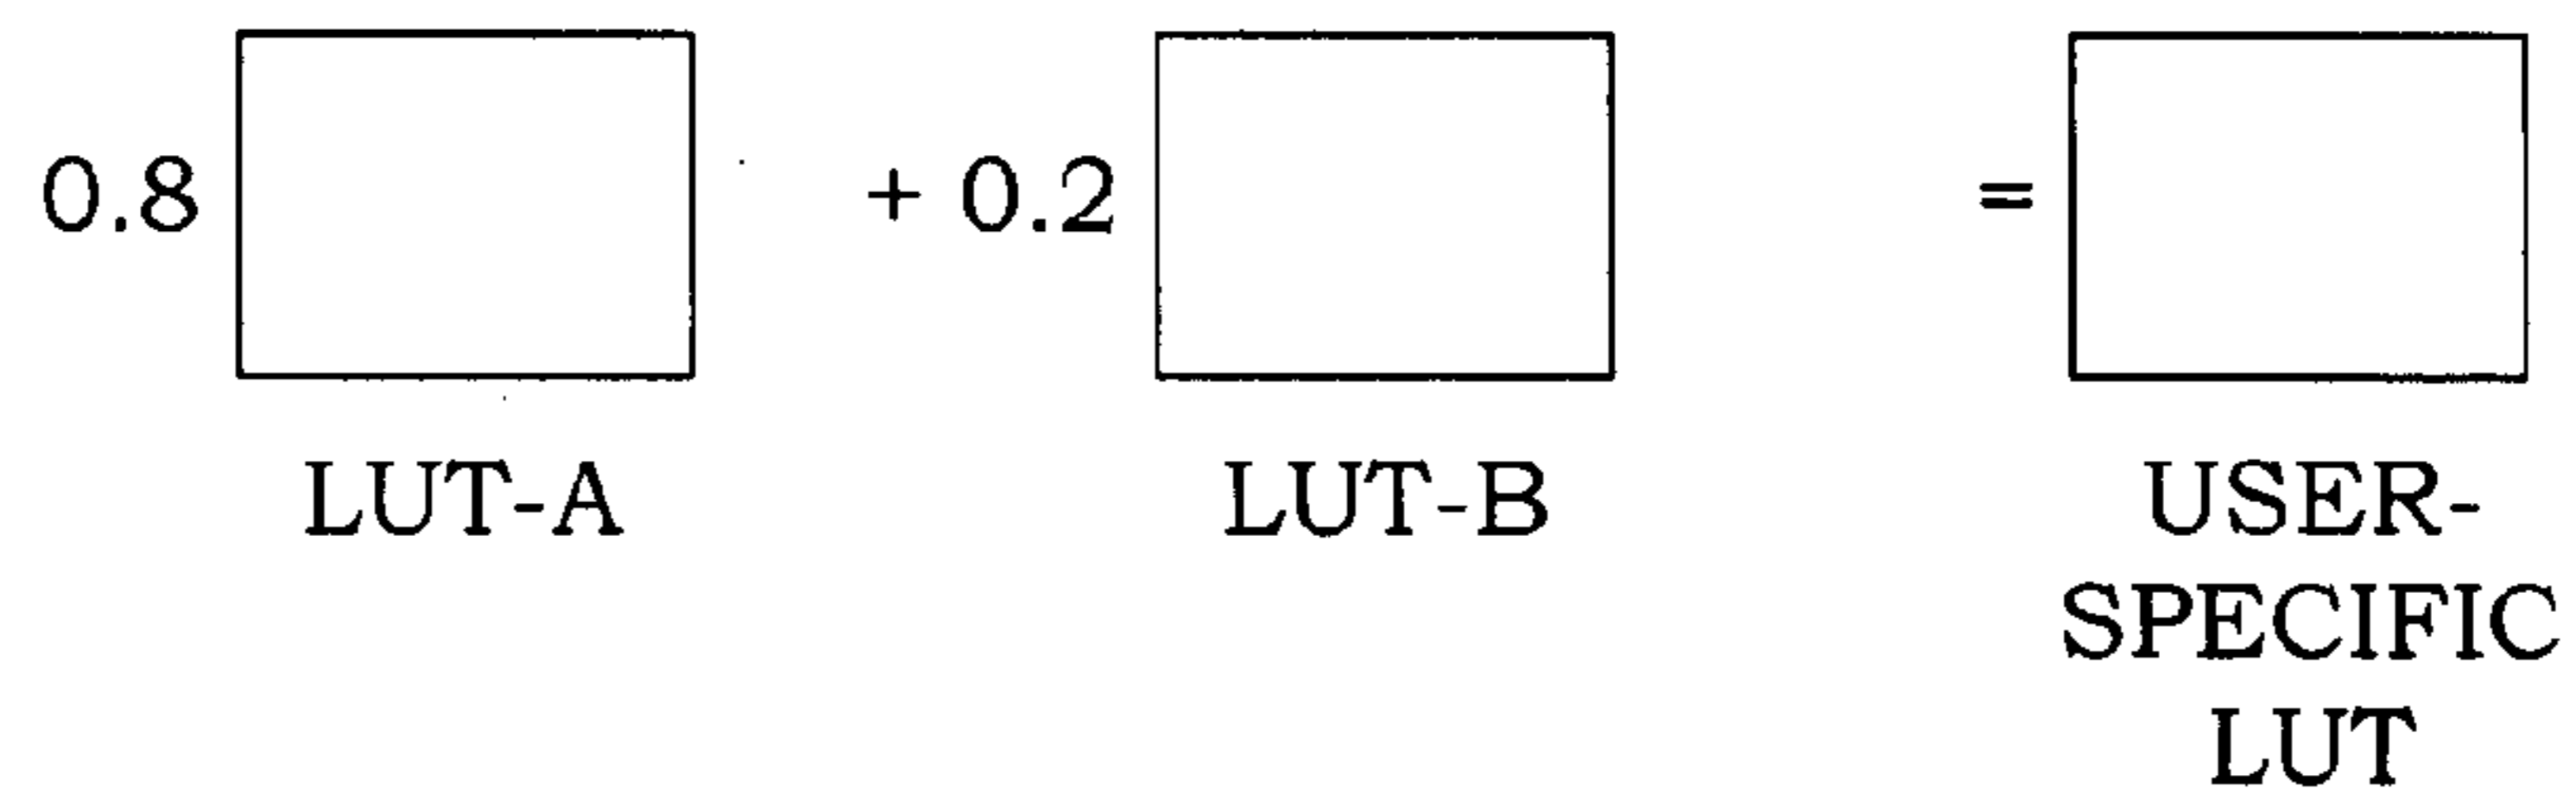 0.8 + 0.2 =
LUT-A LUT-B USER-
SPECIFIC
LUT